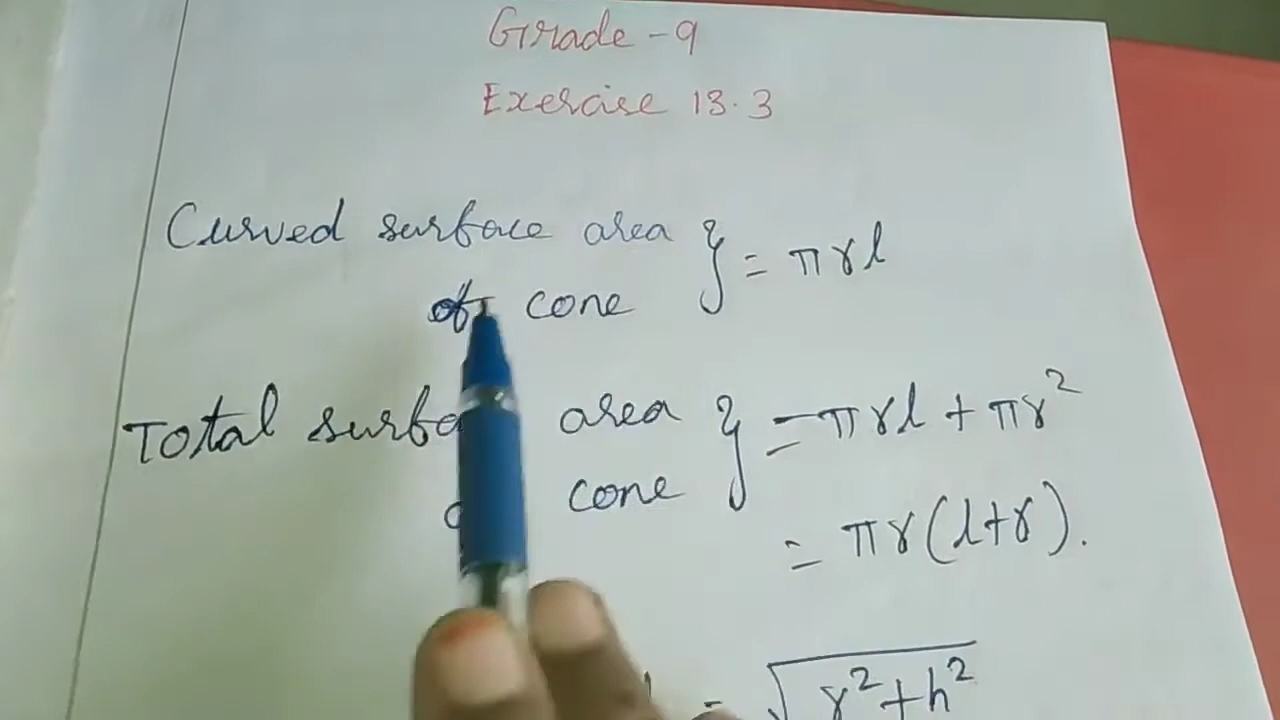 Grade - 9
Exercise 13.3
Curved surface area
of cone } = πrl
Total area } = πrl + πr²
cone
= πr(l+r).
= √r²+h²